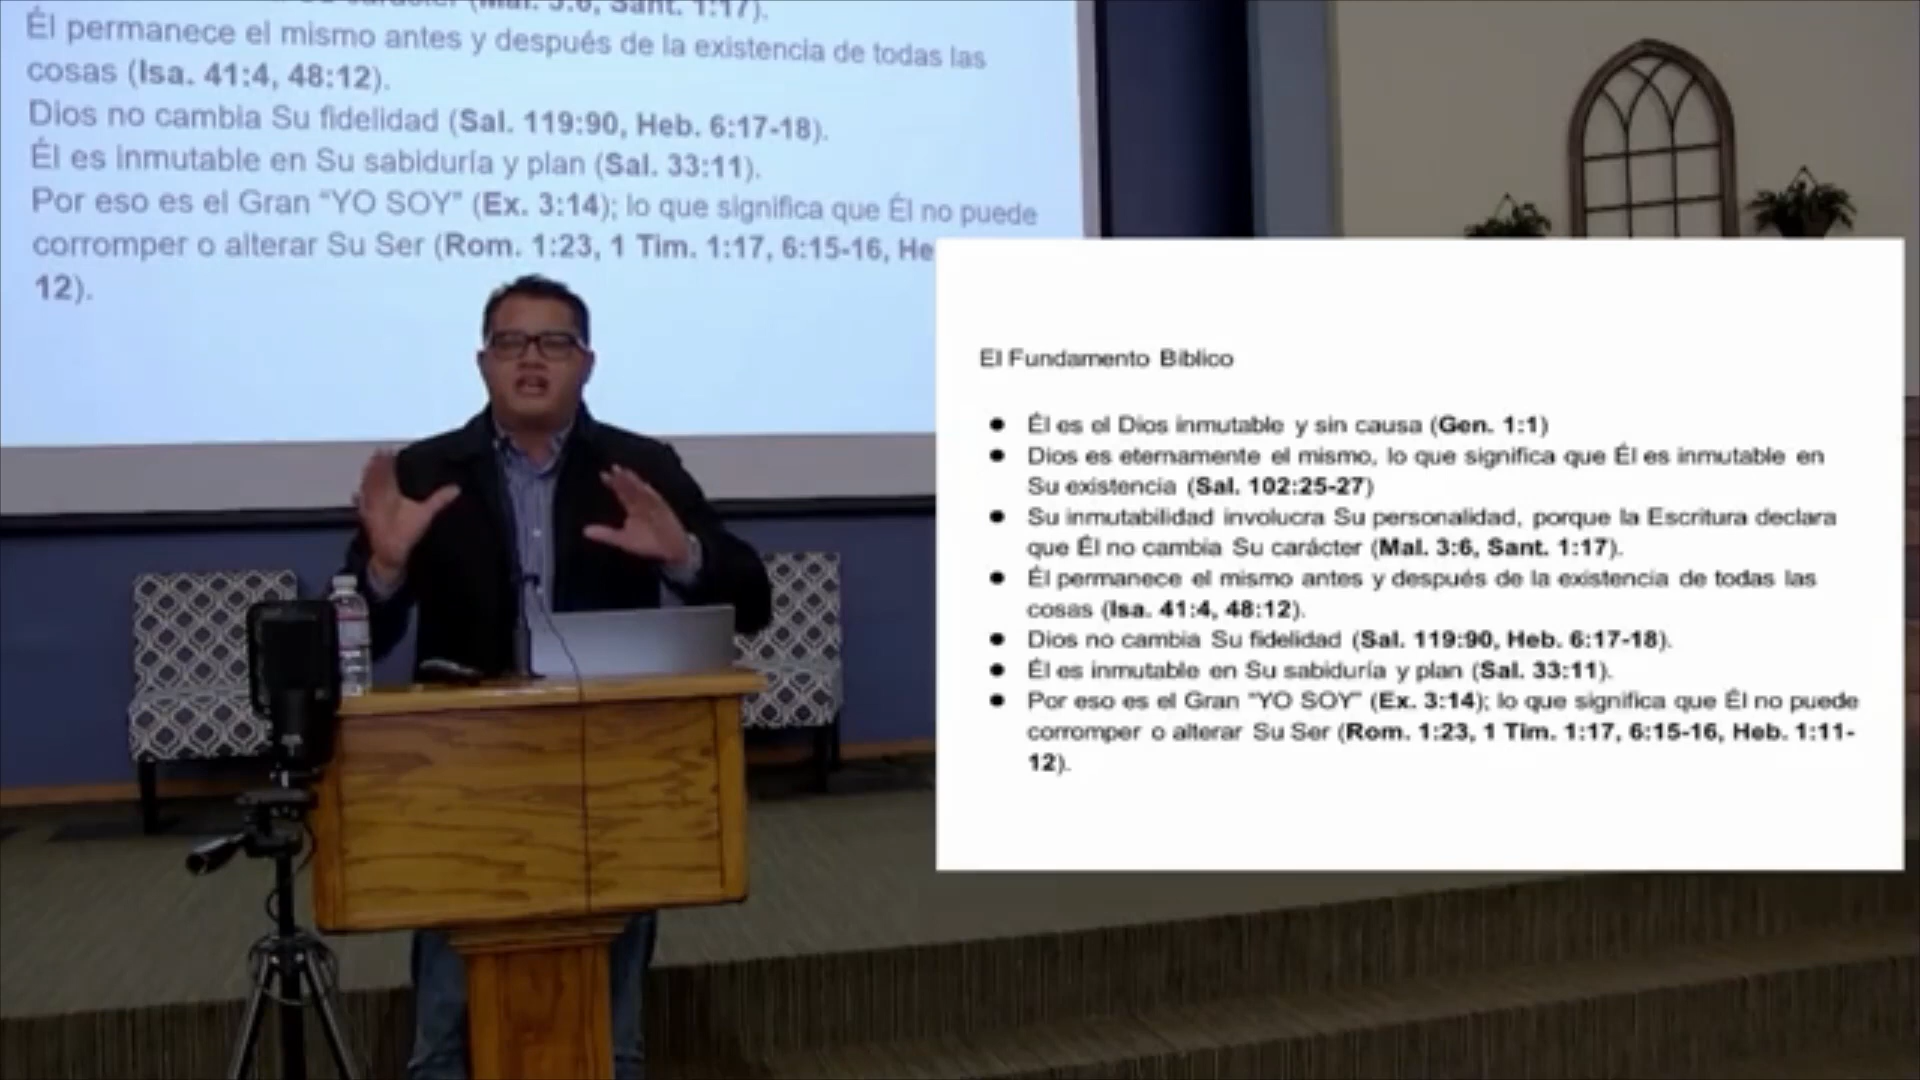 Mal. 3:6, Sant. 1:17).
Él permanece el mismo antes y después de la existencia de todas las
cosas (Isa. 41:4, 48:12).
Dios no cambia Su fidelidad (Sal. 119:90, Heb. 6:17-18).
Él es inmutable en Su sabiduría y plan (Sal. 33:11).
Por eso es el Gran “YO SOY” (Ex. 3:14); lo que significa que Él no puede
corromper o alterar Su Ser (Rom. 1:23, 1 Tim. 1:17, 6:15-16, He
12).
El Fundamento Bíblico
● Él es el Dios inmutable y sin causa (Gen. 1:1)
● Dios es eternamente el mismo, lo que significa que Él es inmutable en
Su existencia (Sal. 102:25-27)
● Su inmutabilidad involucra Su personalidad, porque la Escritura declara
que Él no cambia Su carácter (Mal. 3:6, Sant. 1:17).
● Él permanece el mismo antes y después de la existencia de todas las
cosas (Isa. 41:4, 48:12).
● Dios no cambia Su fidelidad (Sal. 119:90, Heb. 6:17-18).
● Él es inmutable en Su sabiduría y plan (Sal. 33:11).
● Por eso es el Gran “YO SOY” (Ex. 3:14); lo que significa que Él no puede
corromper o alterar Su Ser (Rom. 1:23, 1 Tim. 1:17, 6:15-16, Heb. 1:11-
12).